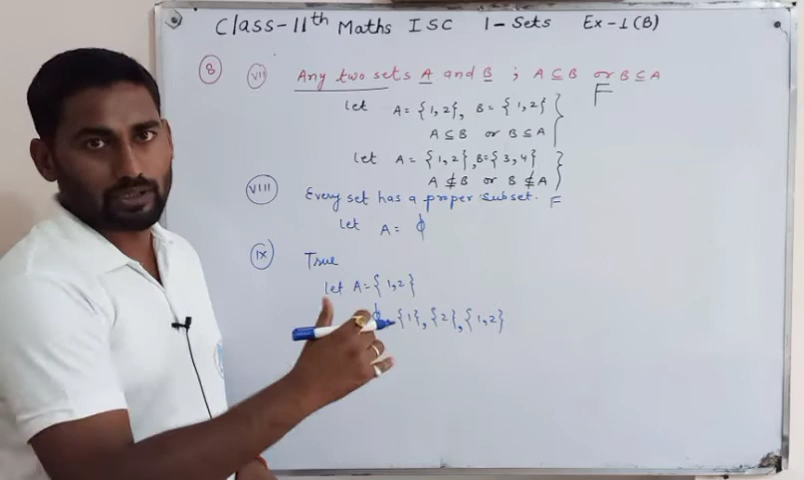 Class-11th Maths ISC 1-Sets Ex-1(B)
8 VII Any two sets A and B ; A ⊆ B or B ⊆ A
F
let A = {1,2}, B = {1,2}
A ⊆ B or B ⊆ A
let A = {1,2}, B = {3,4}
A ⊈ B or B ⊈ A
VIII Every set has a proper subset. F
let A = ϕ
IX True
let A = {1,2}
ϕ, {1}, {2}, {1,2}